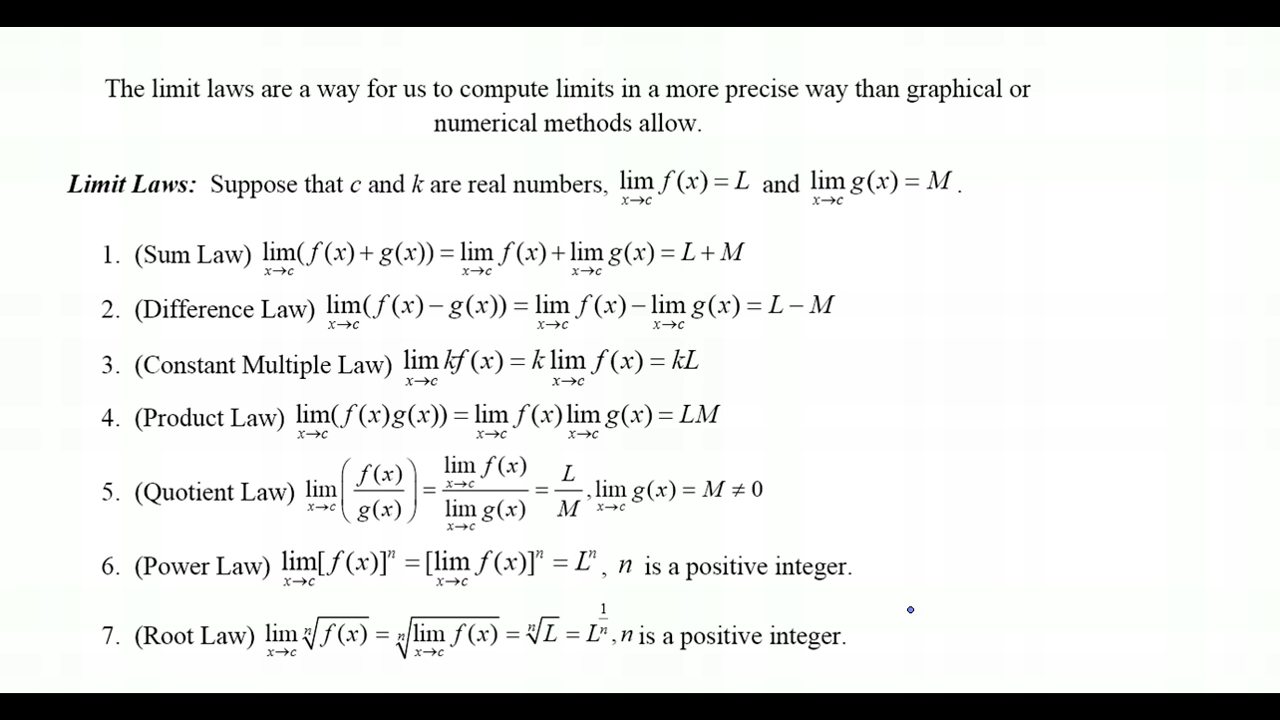 The limit laws are a way for us to compute limits in a more precise way than graphical or
numerical methods allow.
Limit Laws: Suppose that c and k are real numbers, lim_{x→c} f(x) = L and lim_{x→c} g(x) = M .
1. (Sum Law) lim_{x→c}(f(x) + g(x)) = lim_{x→c} f(x) + lim_{x→c} g(x) = L + M
2. (Difference Law) lim_{x→c}(f(x) − g(x)) = lim_{x→c} f(x) − lim_{x→c} g(x) = L − M
3. (Constant Multiple Law) lim_{x→c} kf(x) = k lim_{x→c} f(x) = kL
4. (Product Law) lim_{x→c}(f(x)g(x)) = lim_{x→c} f(x) lim_{x→c} g(x) = LM
5. (Quotient Law) lim_{x→c} (f(x)/g(x)) = (lim_{x→c} f(x))/(lim_{x→c} g(x)) = L/M, lim_{x→c} g(x) = M ≠ 0
6. (Power Law) lim_{x→c}[f(x)]^n = [lim_{x→c} f(x)]^n = L^n, n is a positive integer.
7. (Root Law) lim_{x→c} ⁿ√(f(x)) = ⁿ√(lim_{x→c} f(x)) = ⁿ√L = L^{1/n}, n is a positive integer.